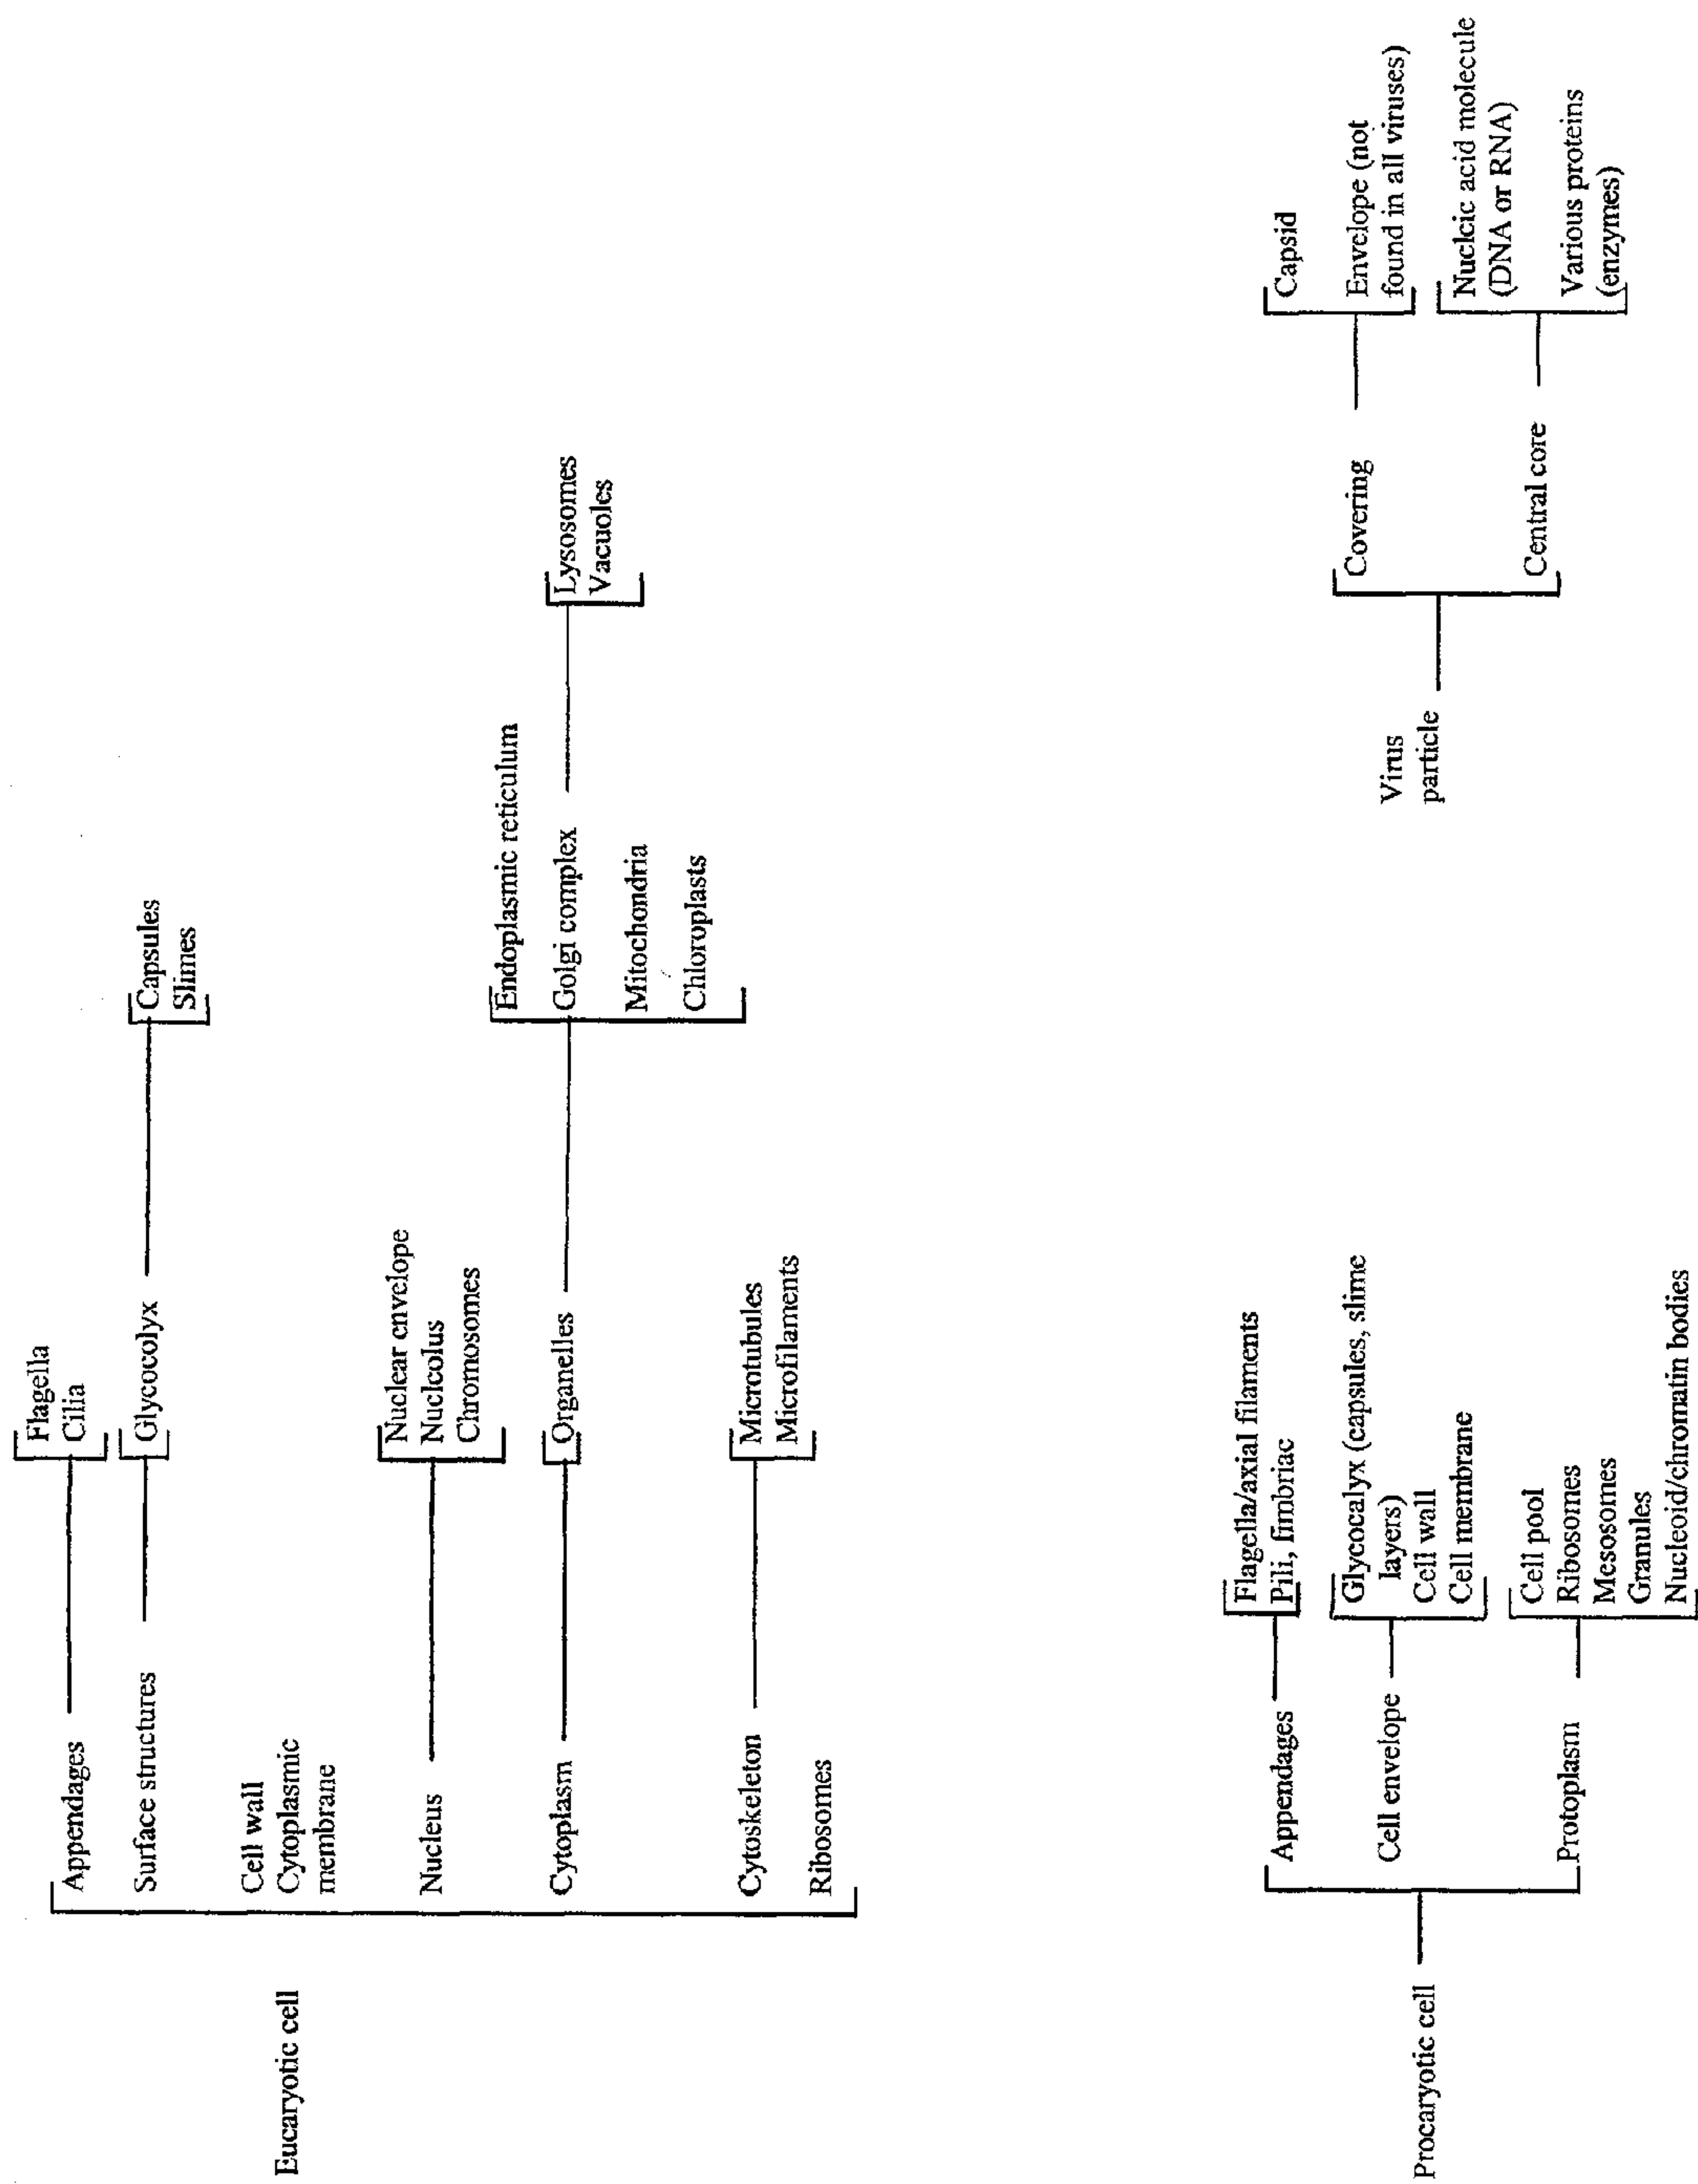 Eucaryotic cell
Appendages
Flagella
Cilia
Surface structures
Glycocolyx
Capsules
Slimes
Cell wall
Cytoplasmic
membrane
Nucleus
Nuclear envelope
Nucleolus
Chromosomes
Cytoplasm
Organelles
Endoplasmic reticulum
Golgi complex
Lysosomes
Vacuoles
Mitochondria
Chloroplasts
Cytoskeleton
Microtubules
Microfilaments
Ribosomes
Procaryotic cell
Appendages
Flagella/axial filaments
Pili, fimbriae
Cell envelope
Glycocalyx (capsules, slime
layers)
Cell wall
Cell membrane
Protoplasm
Cell pool
Ribosomes
Mesosomes
Granules
Nucleoid/chromatin bodies
Virus
particle
Covering
Capsid
Envelope (not
found in all viruses)
Central core
Nucleic acid molecule
(DNA or RNA)
Various proteins
(enzymes)